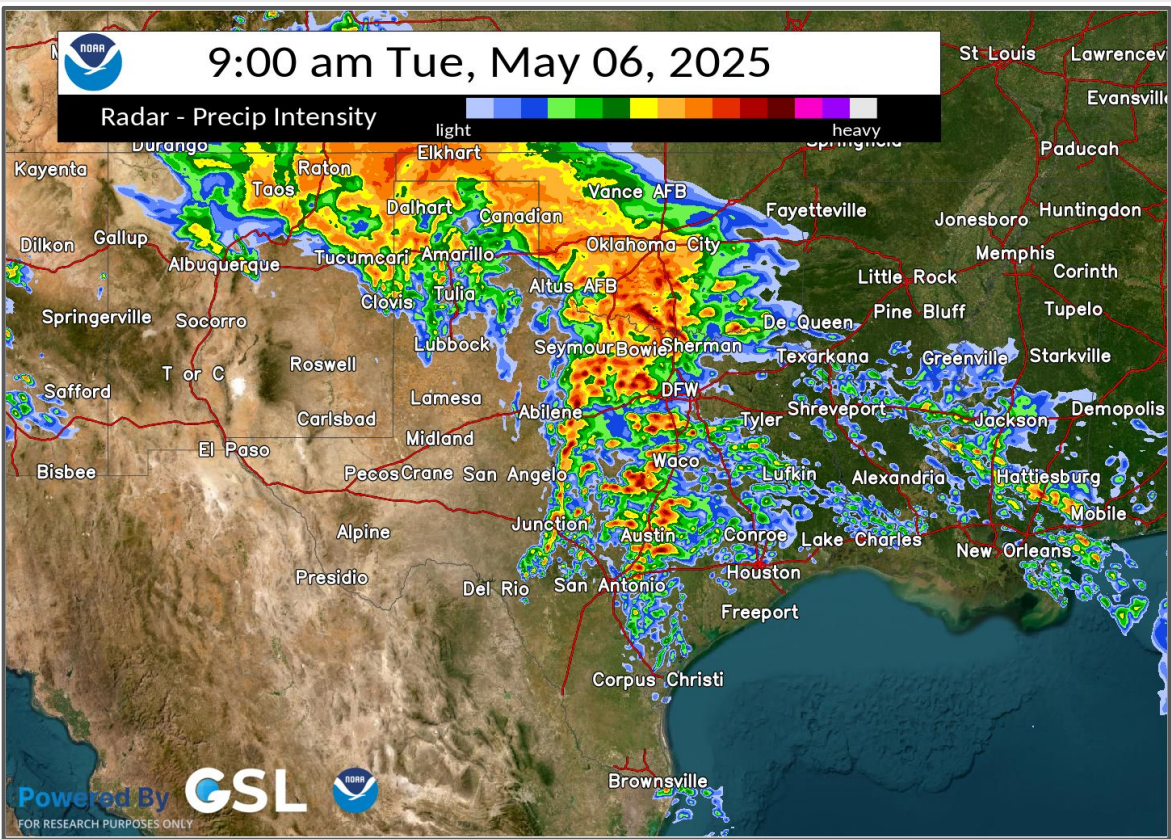 NOAA
9:00 am Tue, May 06, 2025
Radar - Precip Intensity
light
heavy
St Louis
Lawrencevi
Evansville
Durango
Elkhart
Springfield
Paducah
Kayenta
Raton
Taos
Vance AFB
Dalhart
Canadian
Fayetteville
Jonesboro
Huntingdon
Dilkon
Gallup
Oklahoma City
Albuquerque
Tucumcari
Amarillo
Memphis
Corinth
Little Rock
Altus AFB
Tulia
Clovis
Springerville
Socorro
Pine Bluff
Tupelo
De Queen
Lubbock
Seymour
Bowie
Sherman
Texarkana
Greenville
Starkville
Roswell
T or C
Safford
DFW
Lamesa
Abilene
Carlsbad
Tyler
Shreveport
Jackson
Demopolis
Midland
El Paso
Waco
Bisbee
Pecos
Crane
San Angelo
Lufkin
Alexandria
Hattiesburg
Mobile
Junction
Alpine
Austin
Conroe
Lake Charles
New Orleans
Presidio
Del Rio
San Antonio
Houston
Freeport
Corpus Christi
Brownsville
Powered By
GSL
NOAA
FOR RESEARCH PURPOSES ONLY